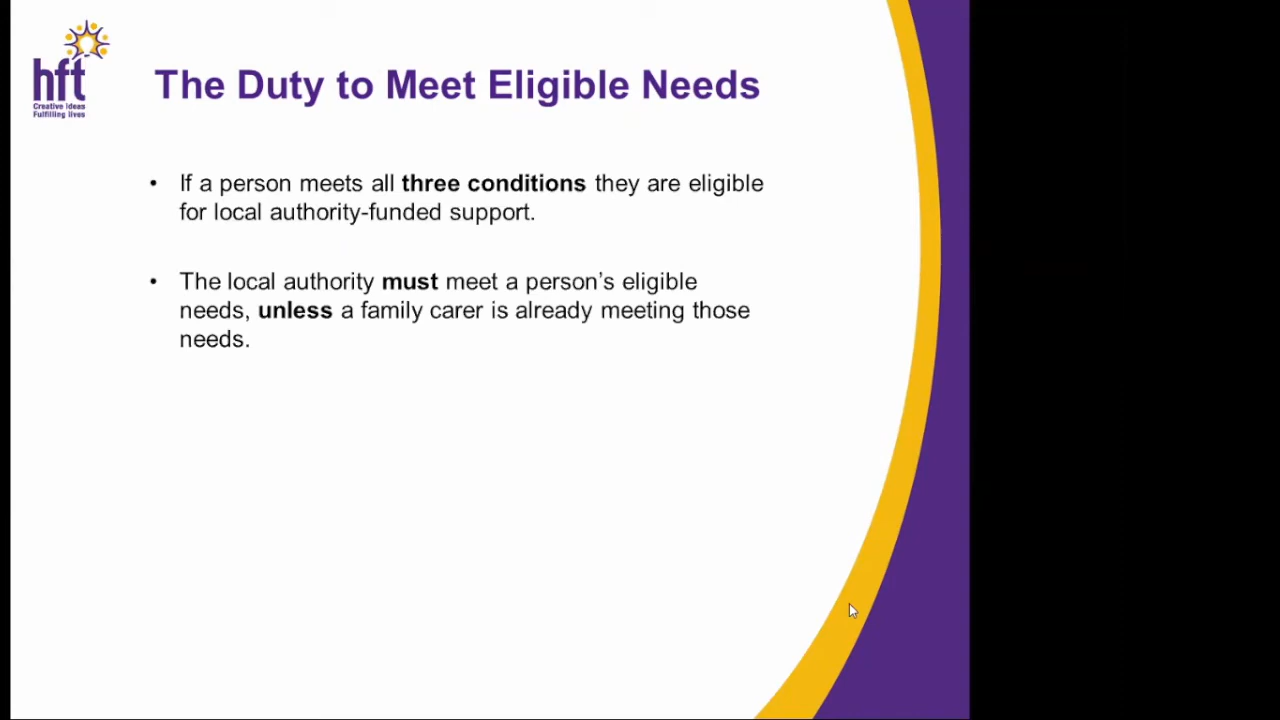 hft
Creative Ideas
Fulfilling lives
The Duty to Meet Eligible Needs
• If a person meets all three conditions they are eligible
for local authority-funded support.
• The local authority must meet a person’s eligible
needs, unless a family carer is already meeting those
needs.